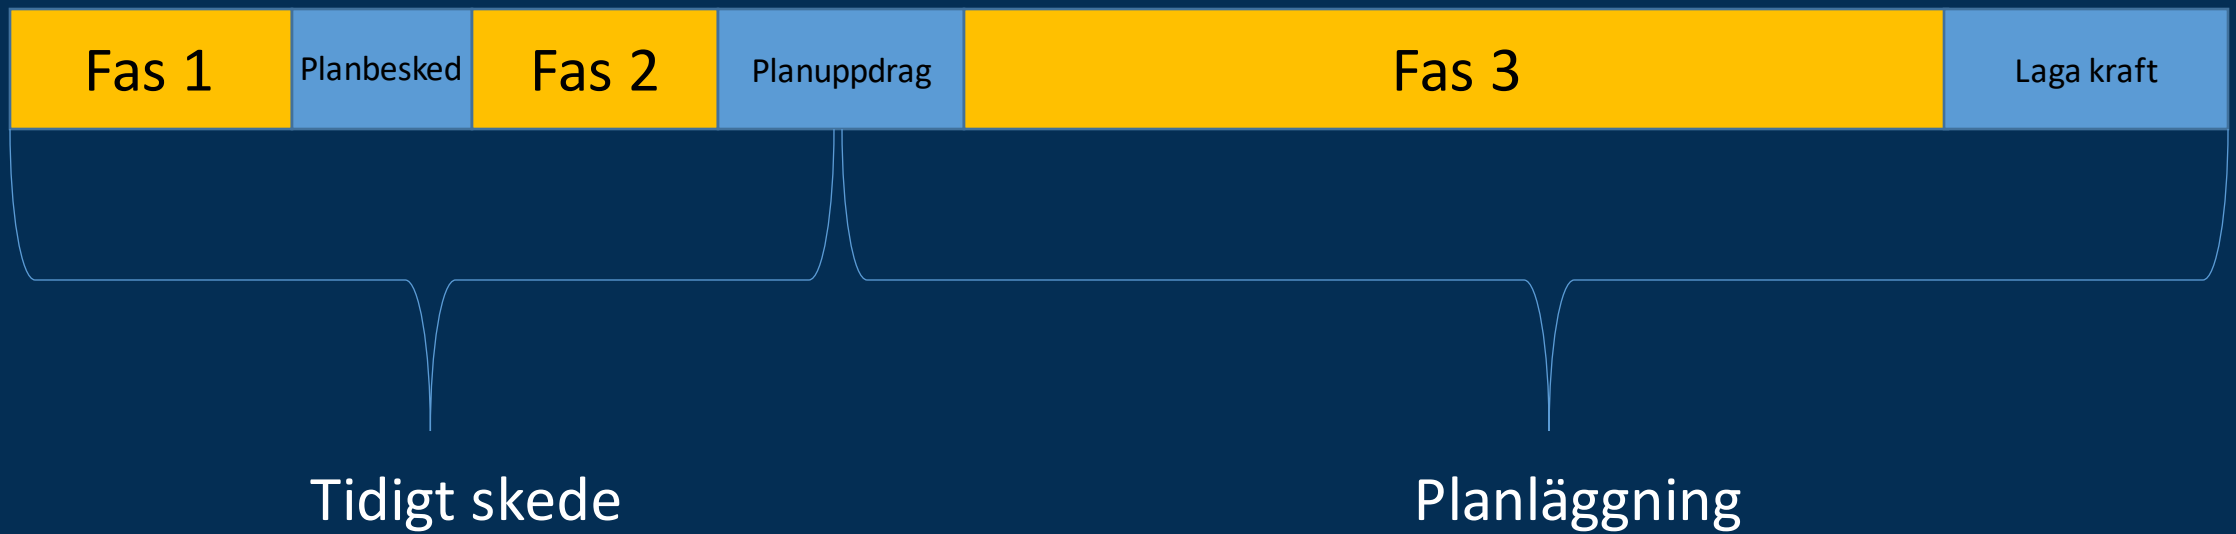 Fas 1
Planbesked
Fas 2
Planuppdrag
Fas 3
Laga kraft
Tidigt skede
Planläggning